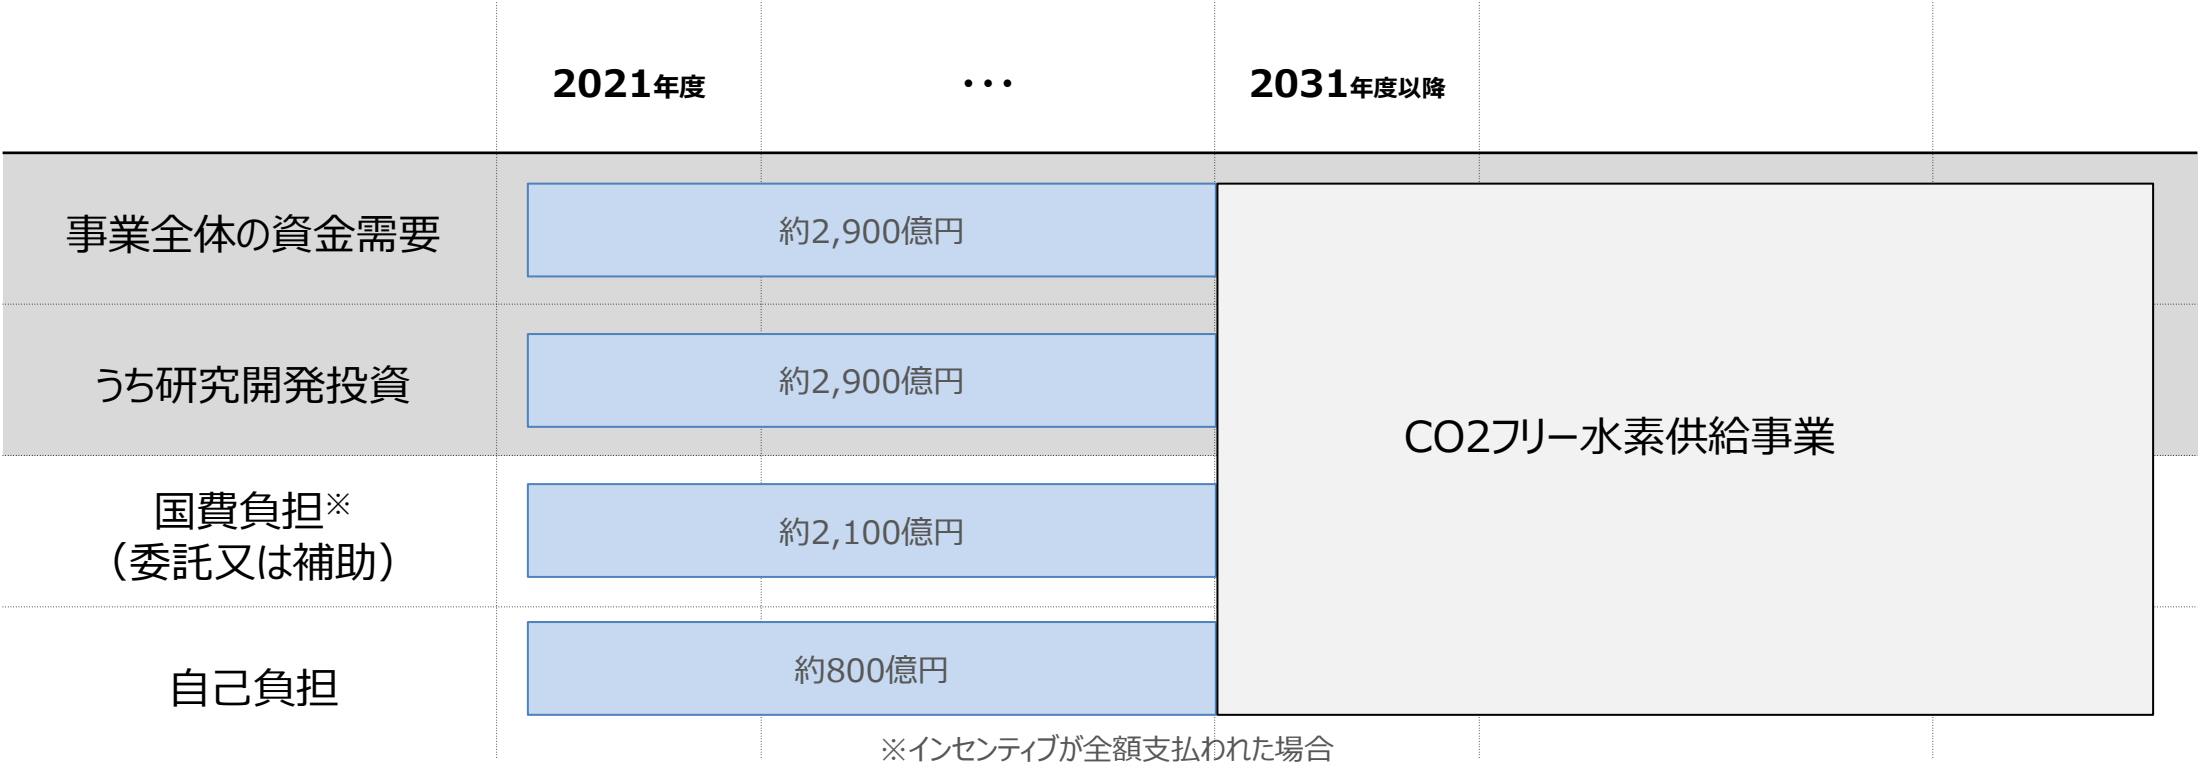 2021年度 ・・・ 2031年度以降
事業全体の資金需要 約2,900億円
うち研究開発投資 約2,900億円
CO2フリー水素供給事業
国費負担※
（委託又は補助） 約2,100億円
自己負担 約800億円
※インセンティブが全額支払われた場合